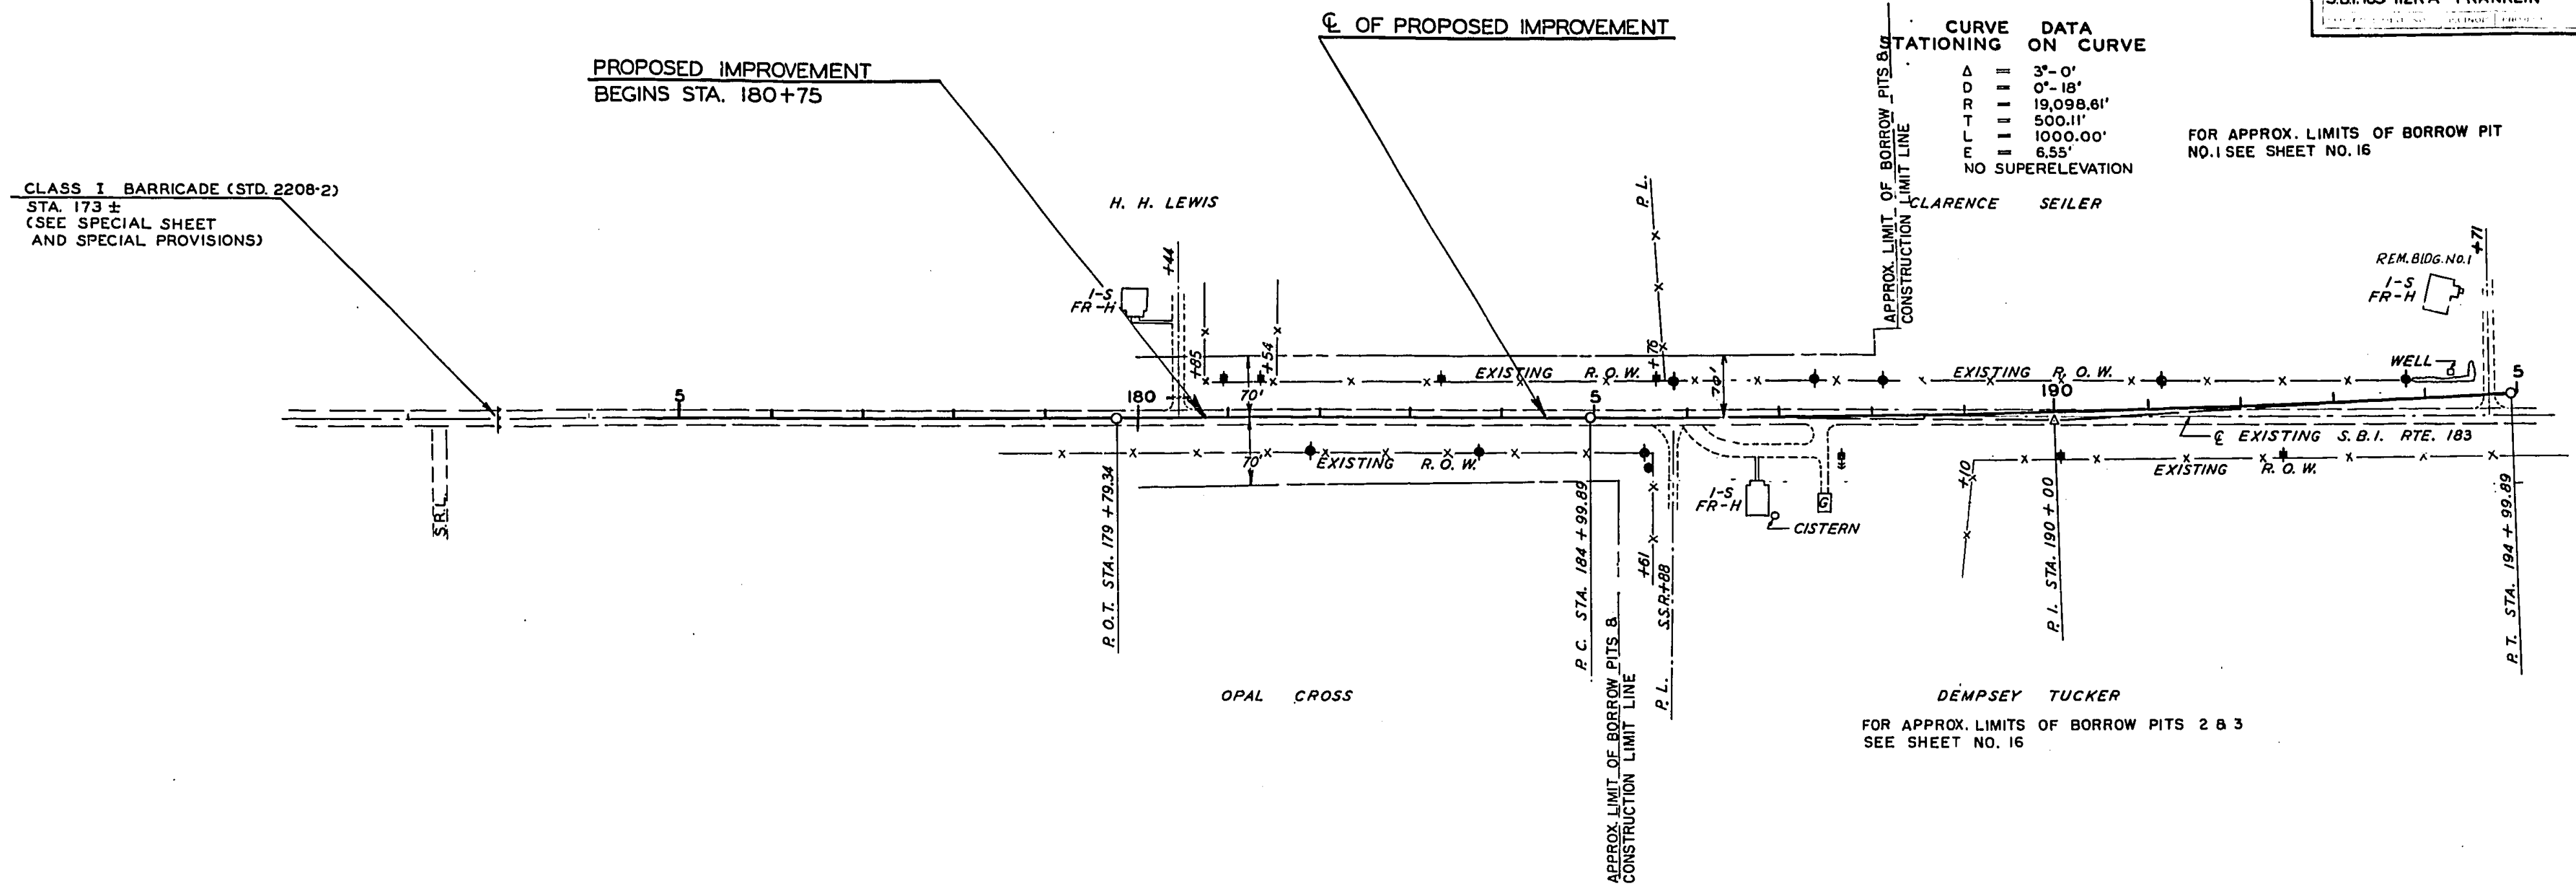 ℄ OF PROPOSED IMPROVEMENT
PROPOSED IMPROVEMENT
BEGINS STA. 180+75
CLASS I BARRICADE (STD. 2208-2)
STA. 173 ±
(SEE SPECIAL SHEET
AND SPECIAL PROVISIONS)
CURVE DATA
STATIONING ON CURVE
Δ = 3°-0'
D = 0°-18'
R = 19,098.61'
T = 500.11'
L = 1000.00'
E = 6.55'
NO SUPERELEVATION
FOR APPROX. LIMITS OF BORROW PIT
NO. 1 SEE SHEET NO. 16
APPROX. LIMIT OF BORROW PITS &
CONSTRUCTION LIMIT LINE
H. H. LEWIS
CLARENCE SEILER
P. L.
+44
+71
REM. BLDG. NO. 1
1-S
FR-H
1-S
FR-H
+85
+54
+76
WELL
EXISTING R. O. W.
EXISTING R. O. W.
5
180
70'
5
70'
190
5
℄ EXISTING S.B.I. RTE. 183
70'
EXISTING R. O. W.
EXISTING R. O. W.
S.R.L.
+10
1-S
FR-H
G
CISTERN
P.O.T. STA. 179 + 79.34
P. C. STA. 184 + 99.89
+61
S.S.R.+88
P. L.
P. I. STA. 190 + 00
P. T. STA. 194 + 99.89
OPAL CROSS
DEMPSEY TUCKER
FOR APPROX. LIMITS OF BORROW PITS 2 & 3
SEE SHEET NO. 16
APPROX. LIMIT OF BORROW PITS &
CONSTRUCTION LIMIT LINE